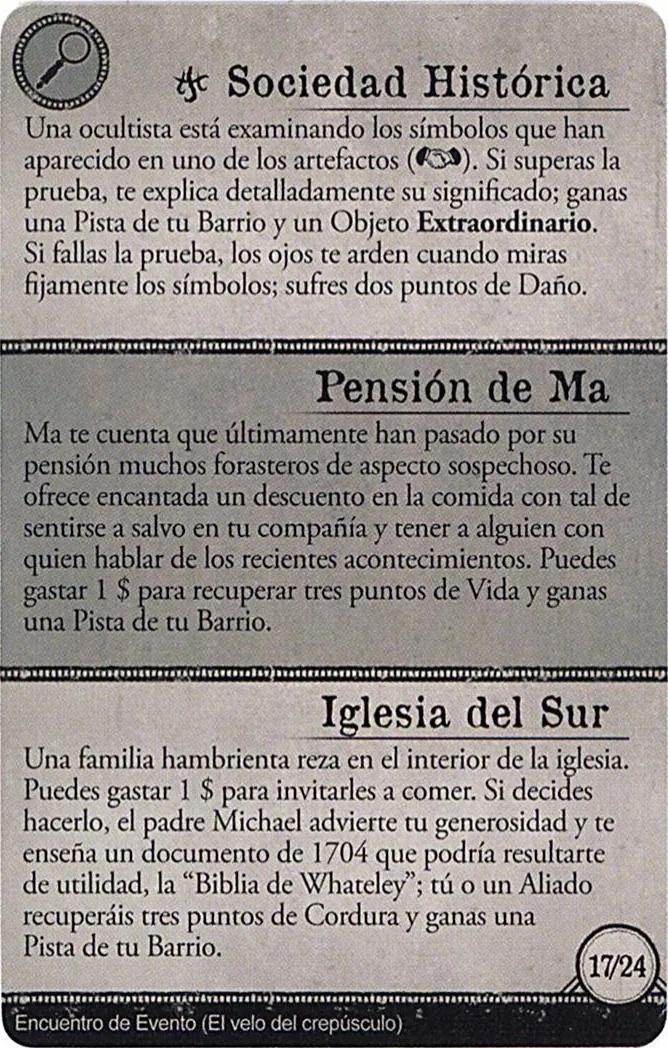 Sociedad Histórica
Una ocultista está examinando los símbolos que han
aparecido en uno de los artefactos (). Si superas la
prueba, te explica detalladamente su significado; ganas
una Pista de tu Barrio y un Objeto Extraordinario.
Si fallas la prueba, los ojos te arden cuando miras
fijamente los símbolos; sufres dos puntos de Daño.
Pensión de Ma
Ma te cuenta que últimamente han pasado por su
pensión muchos forasteros de aspecto sospechoso. Te
ofrece encantada un descuento en la comida con tal de
sentirse a salvo en tu compañía y tener a alguien con
quien hablar de los recientes acontecimientos. Puedes
gastar 1 $ para recuperar tres puntos de Vida y ganas
una Pista de tu Barrio.
Iglesia del Sur
Una familia hambrienta reza en el interior de la iglesia.
Puedes gastar 1 $ para invitarles a comer. Si decides
hacerlo, el padre Michael advierte tu generosidad y te
enseña un documento de 1704 que podría resultarte
de utilidad, la “Biblia de Whateley”; tú o un Aliado
recuperáis tres puntos de Cordura y ganas una
Pista de tu Barrio.
17/24
Encuentro de Evento (El velo del crepúsculo)